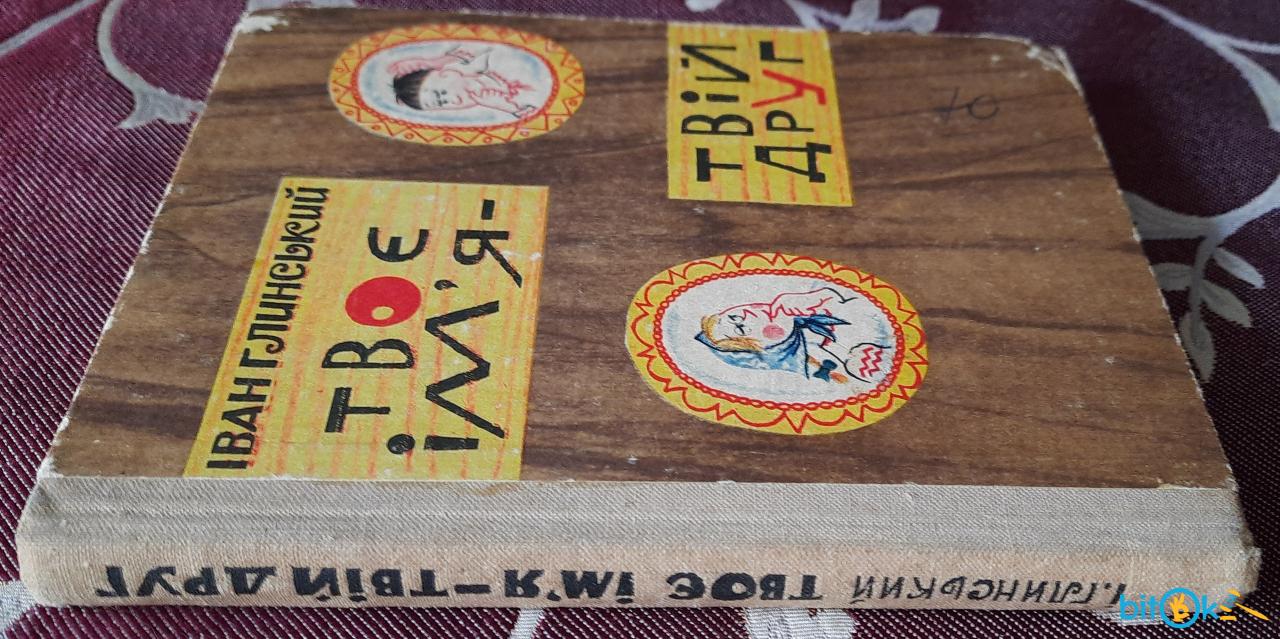 ІВАН ГЛИНСЬКИЙ
ТВОЄ
ІМ'Я-
ТВІЙ
ДРУГ
Ю
І.ГЛИНСЬКИЙ ТВОЄ ІМ'Я-ТВІЙ ДРУГ
bitok